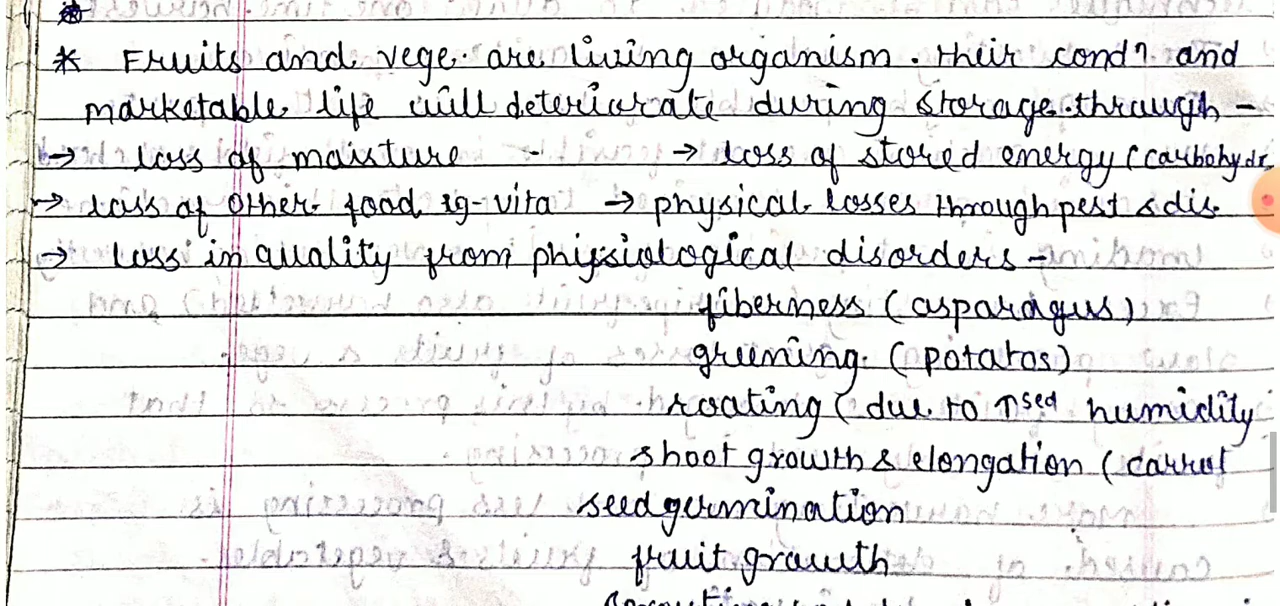 * Fruits and vege. are living organism. their condn. and
marketable life will deteriorate during storage through -
→ loss of moisture - → loss of stored energy (carbohydr
→ loss of other food eg- vita → physical losses through pest & dis.
→ loss in quality from physiological disorders -
fiberness (asparagus)
greening. (potatos)
roating (due to ↑sed humidity
shoot growth & elongation (carrot
seed germination
fruit growth